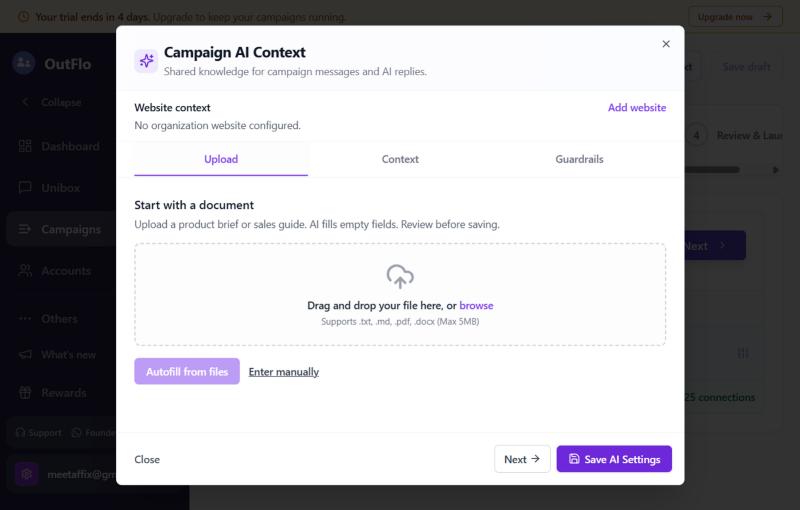 Your trial ends in 4 days. Upgrade to keep your campaigns running.
Upgrade now
OutFlo
Collapse
Dashboard
Unibox
Campaigns
Accounts
Others
What's new
Rewards
Support
meetaffix@gm
Save draft
4 Review & Lau
Next
25 connections
Campaign AI Context
Shared knowledge for campaign messages and AI replies.
Website context
Add website
No organization website configured.
Upload
Context
Guardrails
Start with a document
Upload a product brief or sales guide. AI fills empty fields. Review before saving.
Drag and drop your file here, or browse
Supports .txt, .md, .pdf, .docx (Max 5MB)
Autofill from files
Enter manually
Close
Next
Save AI Settings